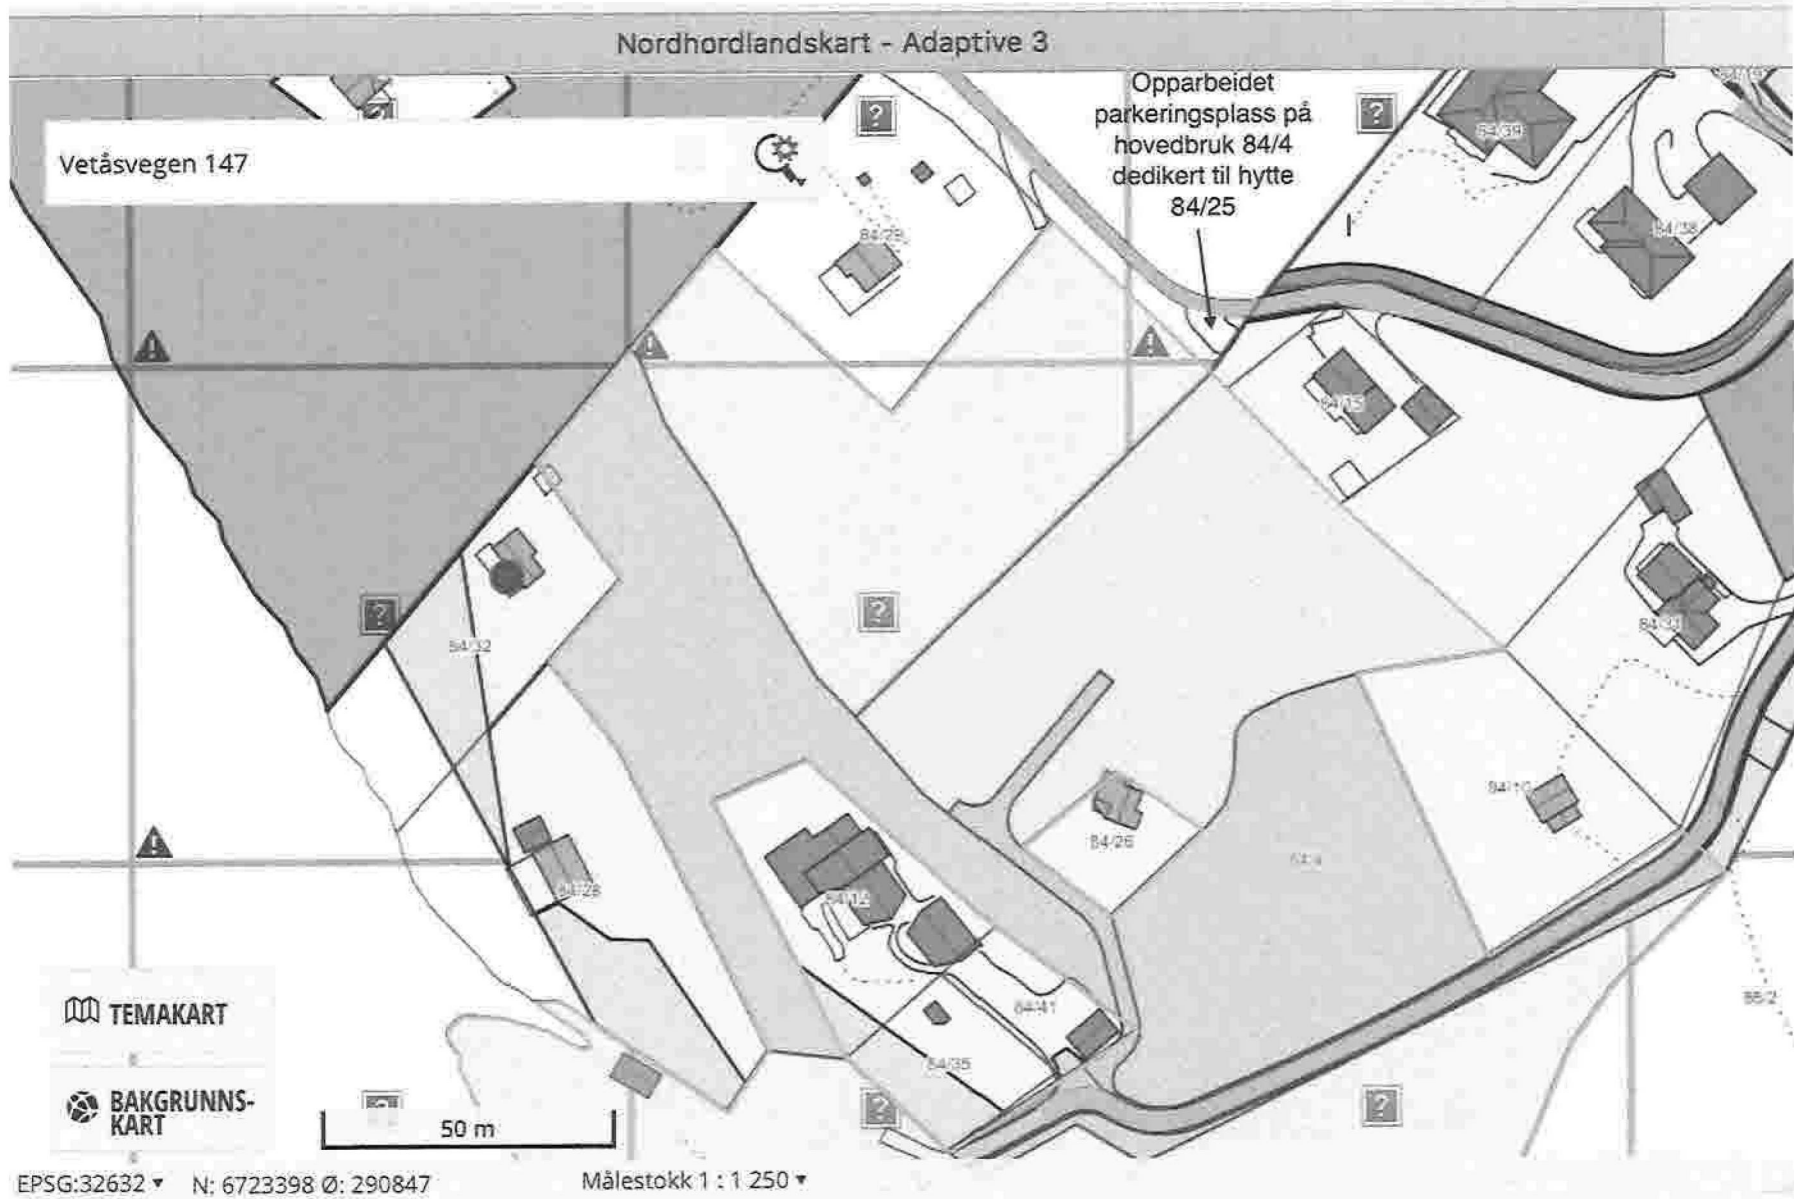 Nordhordlandskart - Adaptive 3
Opparbeidet
parkeringsplass på
hovedbruk 84/4
dedikert til hytte
84/25
Vetåsvegen 147
84/39
84/38
84/15
84/32
84/33
84/10
84/26
84/28
84/12
84/41
84/35
TEMAKART
BAKGRUNNS-
KART
50 m
EPSG:32632 ▾ N: 6723398 Ø: 290847 Målestokk 1 : 1 250 ▾